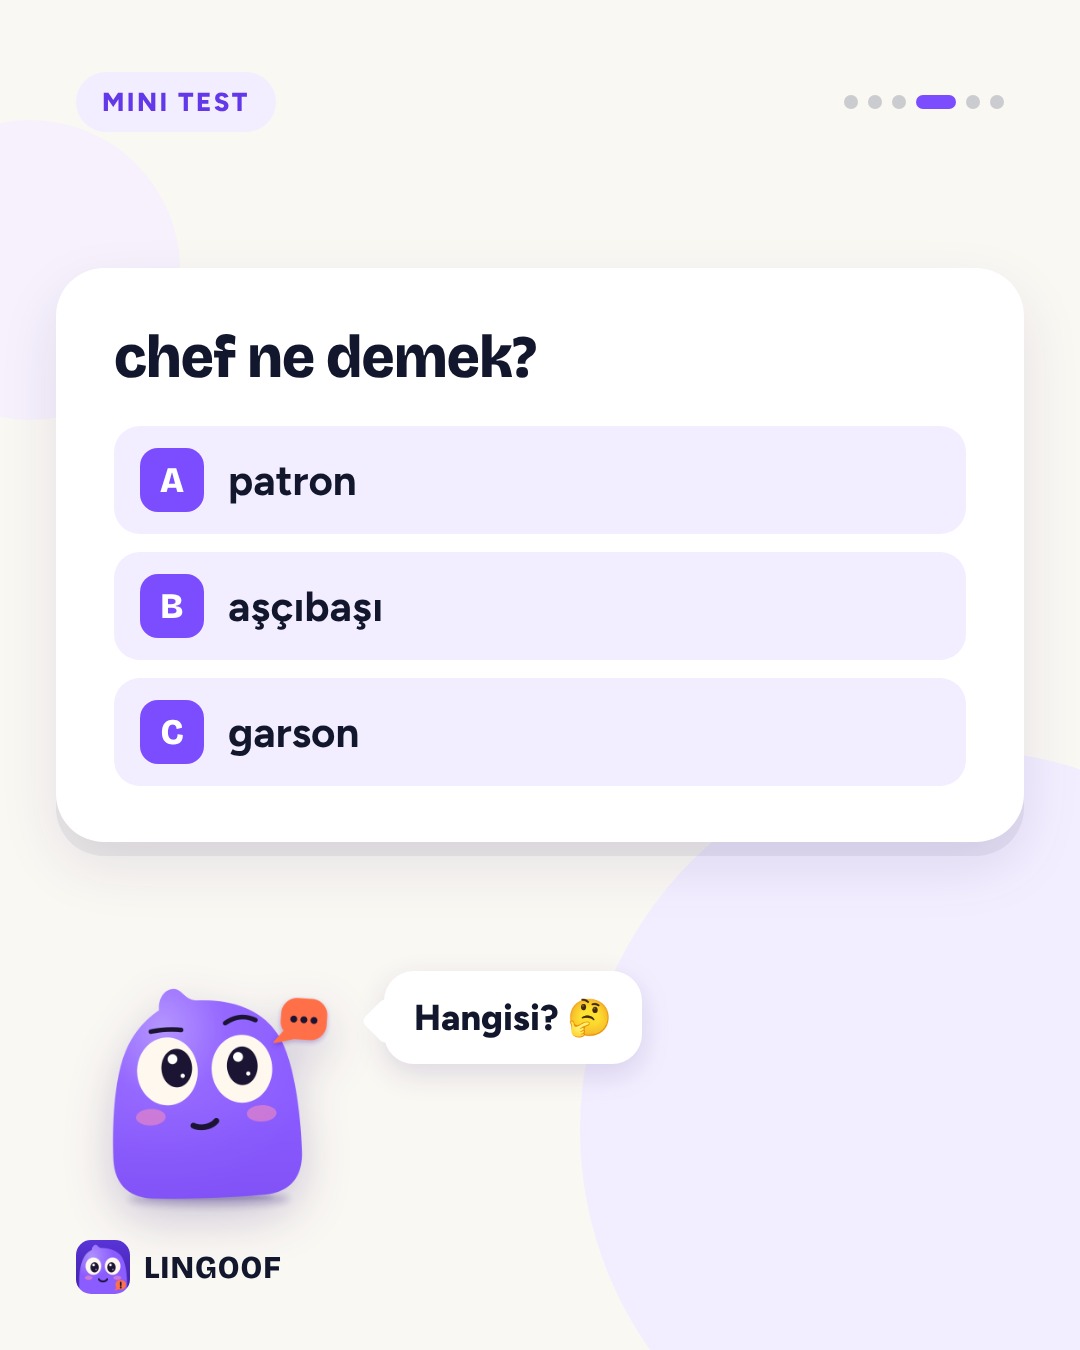 MINI TEST
chef ne demek?
A patron
B aşçıbaşı
C garson
Hangisi? 🤔
LINGOOF